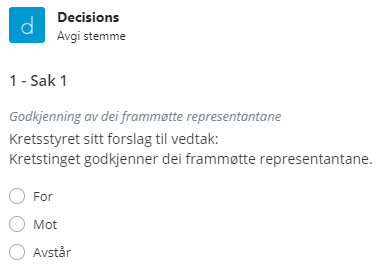 d
Decisions
Avgi stemme
1 - Sak 1
Godkjenning av dei frammøtte representantane
Kretsstyret sitt forslag til vedtak:
Kretstinget godkjenner dei frammøtte representantane.
For
Mot
Avstår